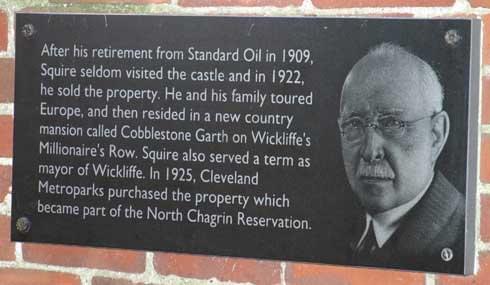 After his retirement from Standard Oil in 1909,
Squire seldom visited the castle and in 1922,
he sold the property. He and his family toured
Europe, and then resided in a new country
mansion called Cobblestone Garth on Wickliffe's
Millionaire's Row. Squire also served a term as
mayor of Wickliffe. In 1925, Cleveland
Metroparks purchased the property which
became part of the North Chagrin Reservation.